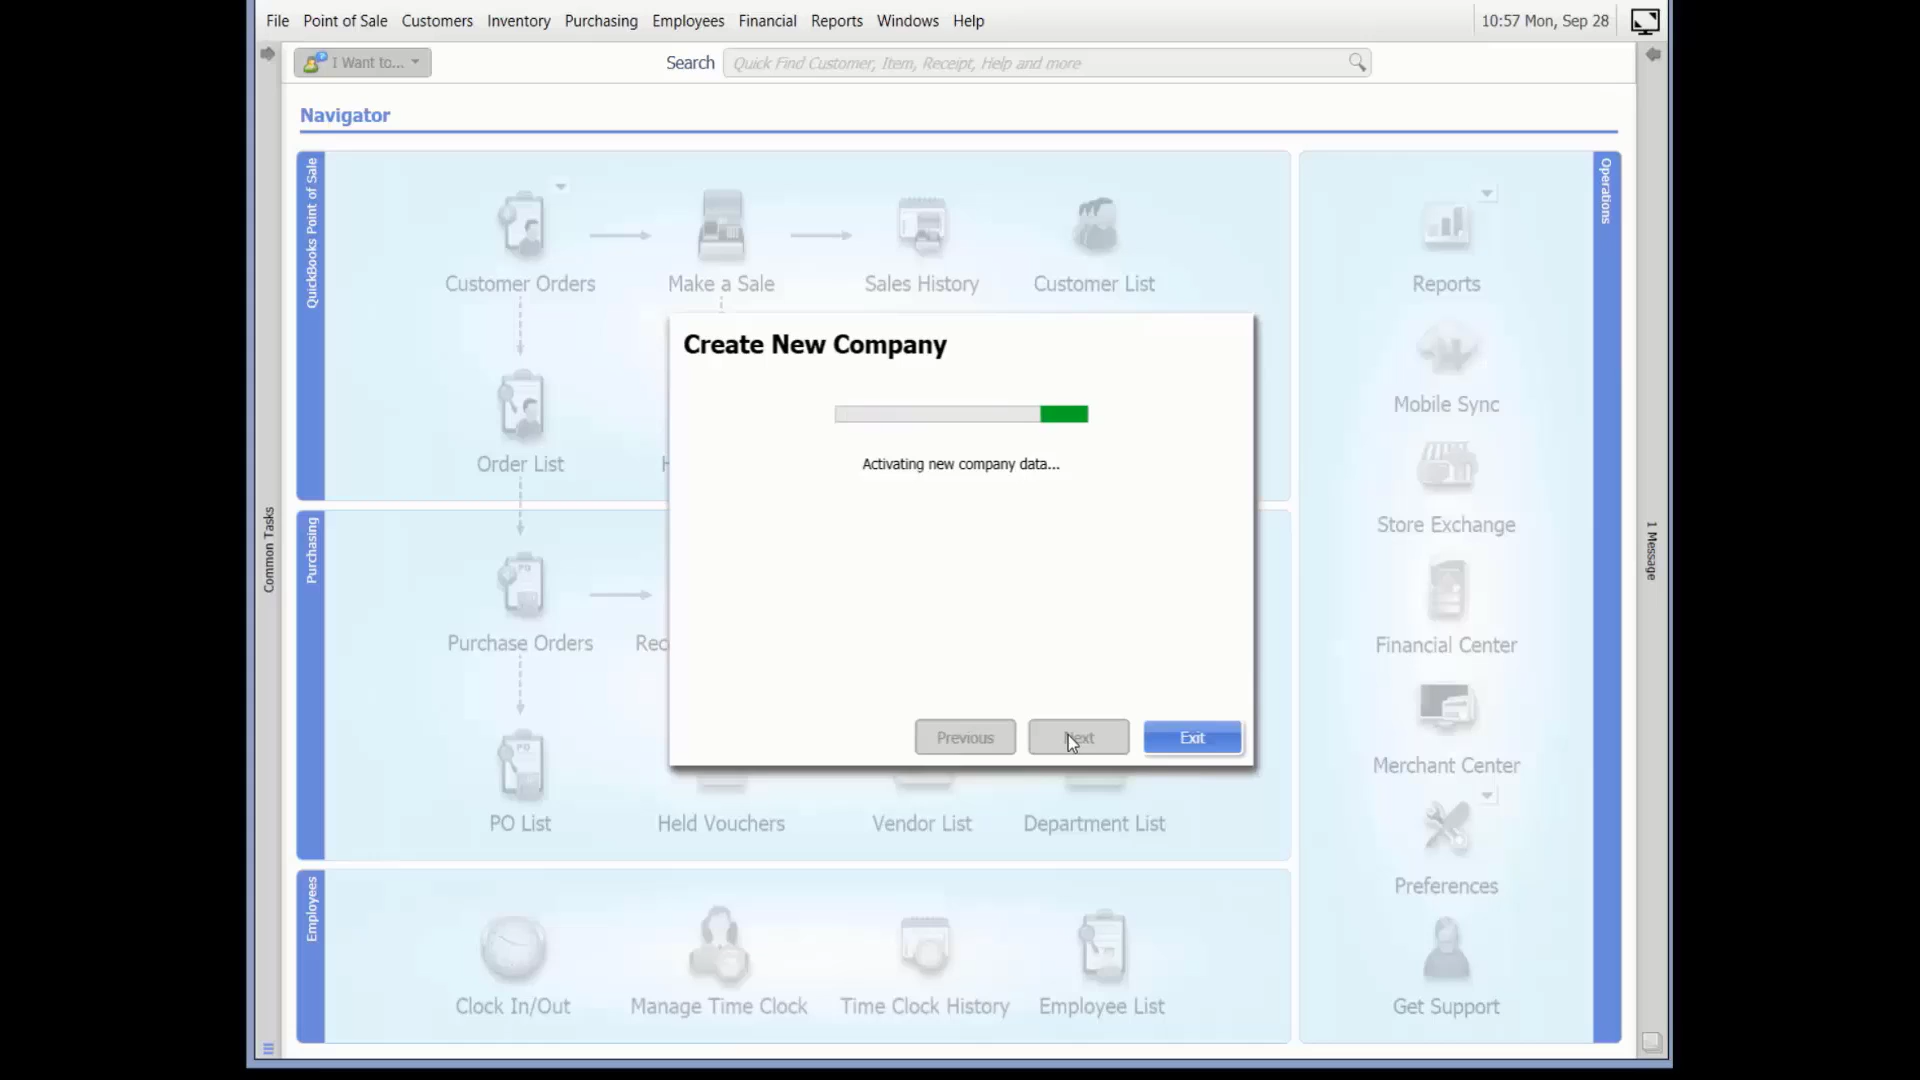 File Point of Sale Customers Inventory Purchasing Employees Financial Reports Windows Help 10:57 Mon, Sep 28
I Want to... Search Quick Find Customer, Item, Receipt, Help and more
Navigator
QuickBooks Point of Sale
Customer Orders Make a Sale Sales History Customer List
Order List
Create New Company
Activating new company data...
Previous Next Exit
Common Tasks
Purchasing
Purchase Orders
PO List Held Vouchers Vendor List Department List
Employees
Clock In/Out Manage Time Clock Time Clock History Employee List
Operations
Reports
Mobile Sync
Store Exchange
Financial Center
Merchant Center
Preferences
Get Support
1 Message